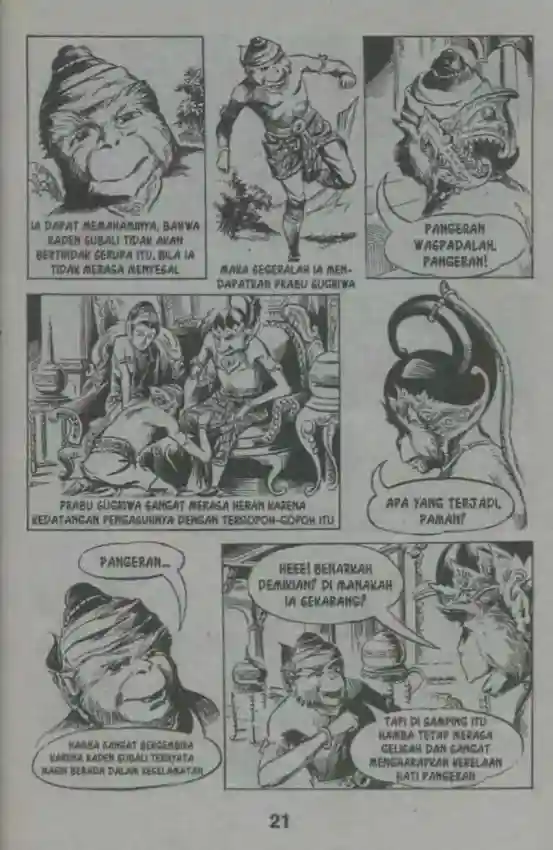 IA DAPAT MEMAHAMINYA, BAHWA
RADEN SUBALI TIDAK AKAN
BERTINDAK SERUPA ITU, BILA IA
TIDAK MERASA MENYESAL
MAKA SEGERALAH IA MEN-
DAPATKAN PRABU SUGRIWA
PANGERAN
WASPADALAH,
PANGERAN!
PRABU SUGRIWA SANGAT MERASA HERAN KARENA
KEDATANGAN PENGASUHNYA DENGAN TERGOPOH-GOPOH ITU
APA YANG TERJADI,
PAMAN?
PANGERAN...
HAMBA SANGAT BERGEMBIRA
KARENA RADEN SUBALI TERNYATA
MASIH BERADA DALAM KESELAMATAN
HEEE! BENARKAH
DEMIKIAN? DI MANAKAH
IA SEKARANG?
TAPI DI SAMPING ITU
HAMBA TETAP MERASA
GELISAH DAN SANGAT
MENGHARAPKAN KERELAAN
HATI PANGERAN
21